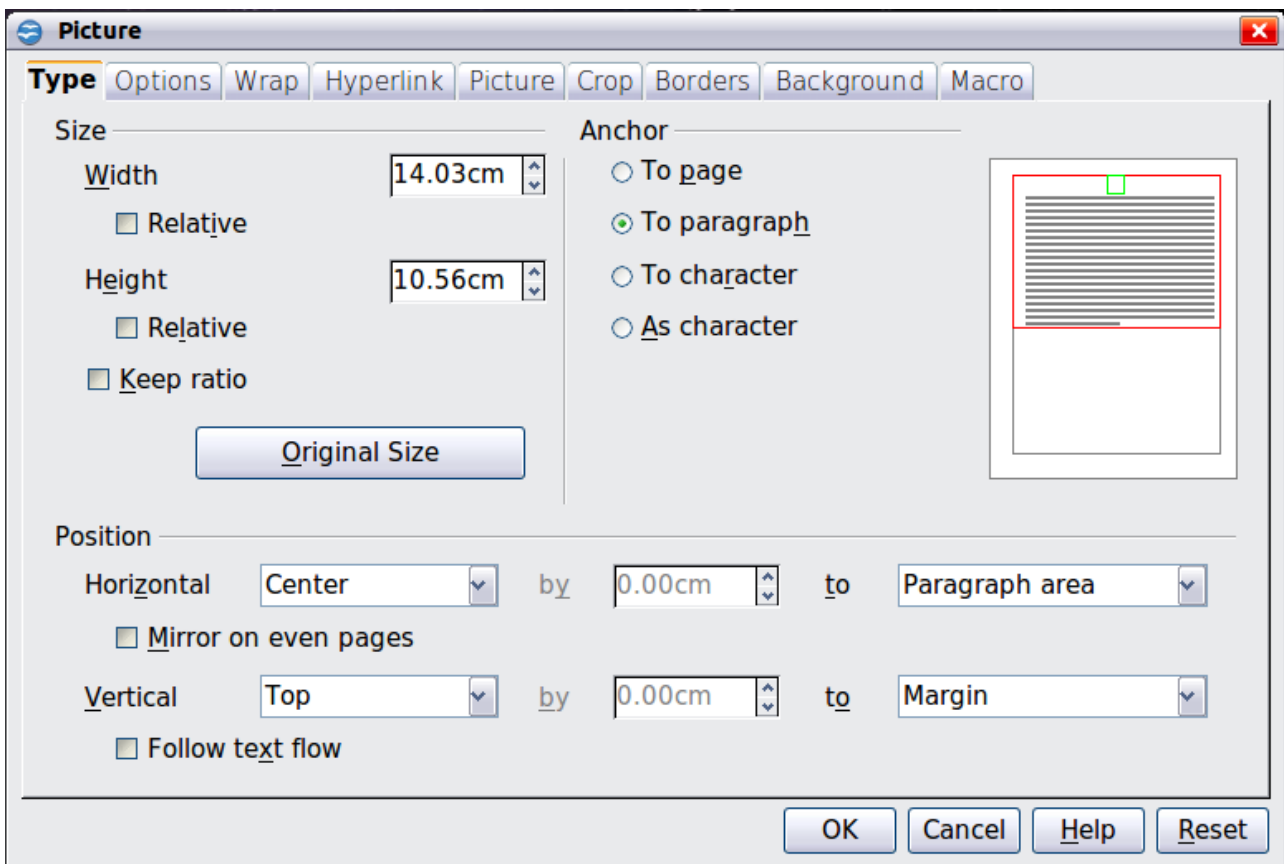 Picture
Type Options Wrap Hyperlink Picture Crop Borders Background Macro
Size
Width 14.03cm
Relative
Height 10.56cm
Relative
Keep ratio
Original Size
Anchor
To page
To paragraph
To character
As character
Position
Horizontal Center by 0.00cm to Paragraph area
Mirror on even pages
Vertical Top by 0.00cm to Margin
Follow text flow
OK Cancel Help Reset